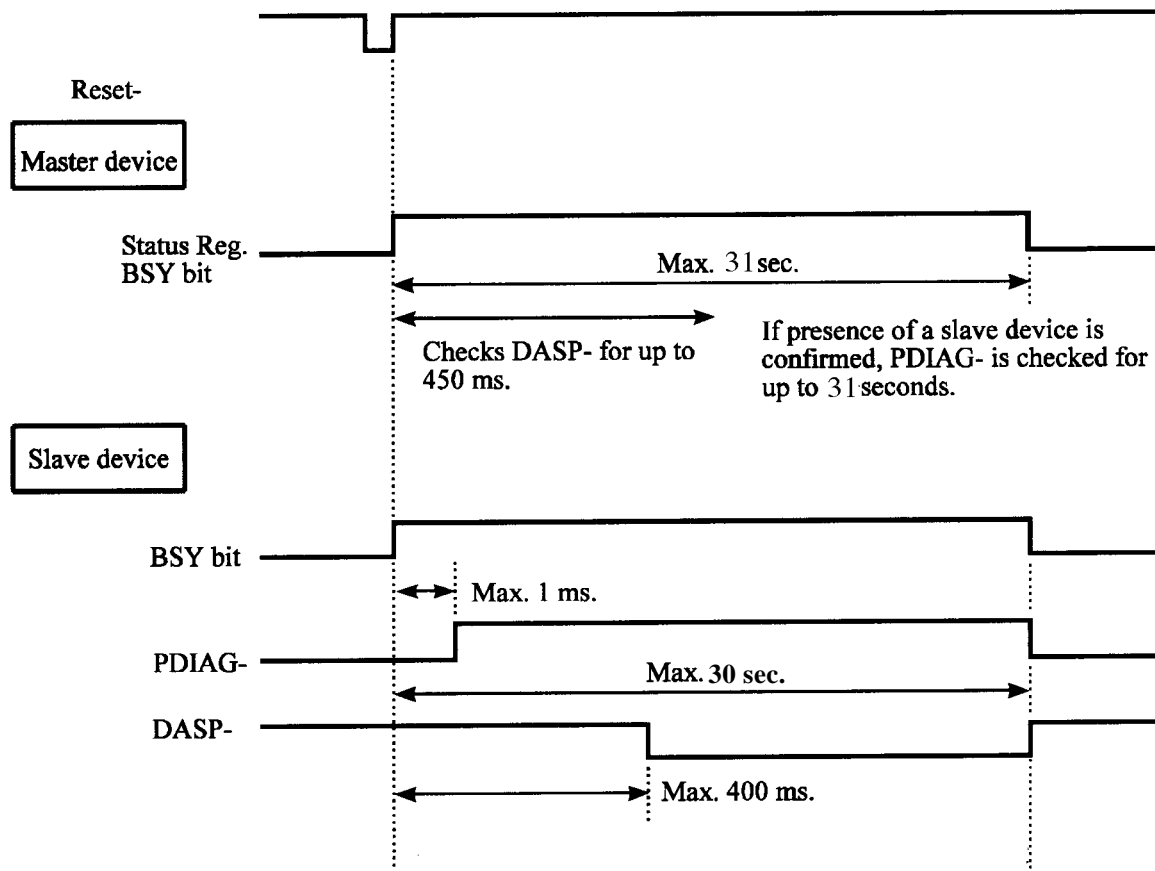 Reset-
Master device
Status Reg.
BSY bit
Max. 31 sec.
Checks DASP- for up to
450 ms.
If presence of a slave device is
confirmed, PDIAG- is checked for
up to 31 seconds.
Slave device
BSY bit
Max. 1 ms.
PDIAG-
Max. 30 sec.
DASP-
Max. 400 ms.